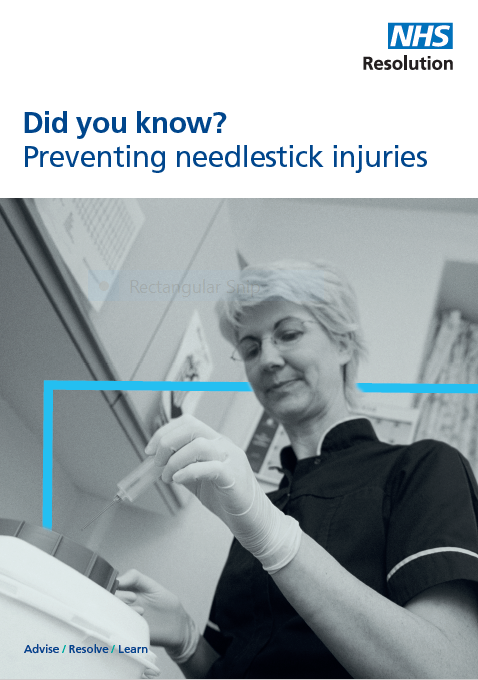 NHS
Resolution
Did you know?
Preventing needlestick injuries
Rectangular Snip
Advise / Resolve / Learn